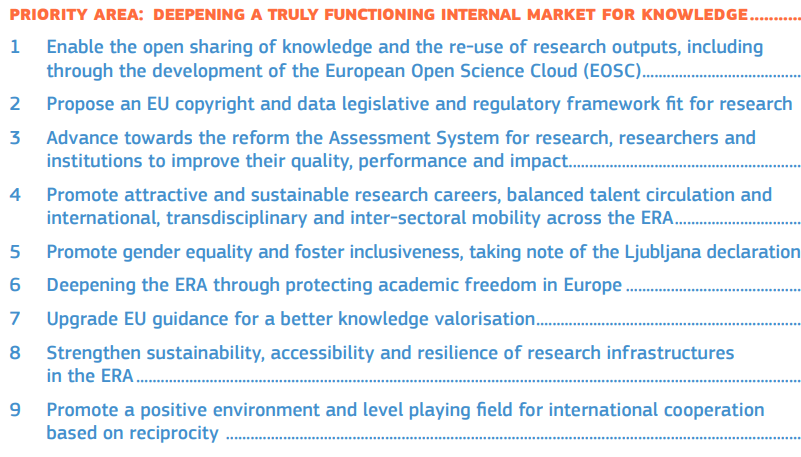 PRIORITY AREA: DEEPENING A TRULY FUNCTIONING INTERNAL MARKET FOR KNOWLEDGE...........
1 Enable the open sharing of knowledge and the re-use of research outputs, including
through the development of the European Open Science Cloud (EOSC)......................................
2 Propose an EU copyright and data legislative and regulatory framework fit for research
3 Advance towards the reform the Assessment System for research, researchers and
institutions to improve their quality, performance and impact........................................................
4 Promote attractive and sustainable research careers, balanced talent circulation and
international, transdisciplinary and inter-sectoral mobility across the ERA..............................
5 Promote gender equality and foster inclusiveness, taking note of the Ljubljana declaration
6 Deepening the ERA through protecting academic freedom in Europe ..........................................
7 Upgrade EU guidance for a better knowledge valorisation................................................................
8 Strengthen sustainability, accessibility and resilience of research infrastructures
in the ERA ................................................................................................................................
9 Promote a positive environment and level playing field for international cooperation
based on reciprocity ................................................................................................................